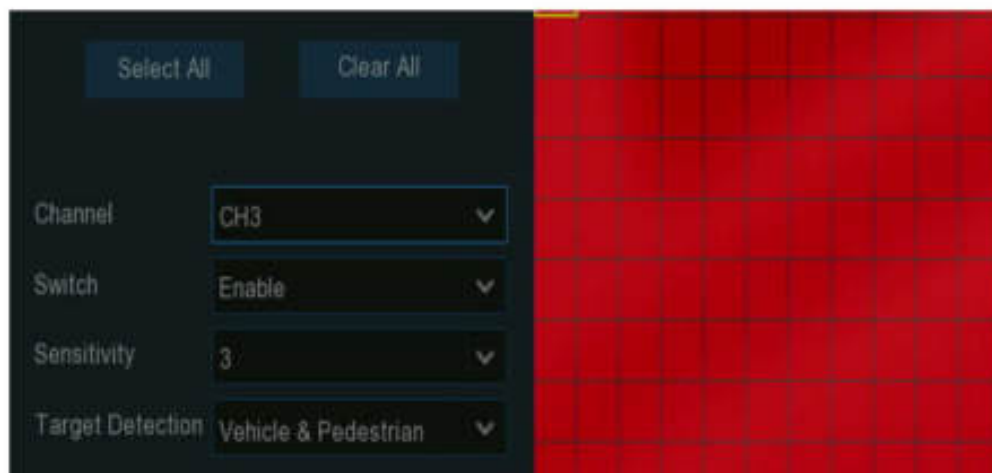 Select All Clear All
Channel CH3
Switch Enable
Sensitivity 3
Target Detection Vehicle & Pedestrian